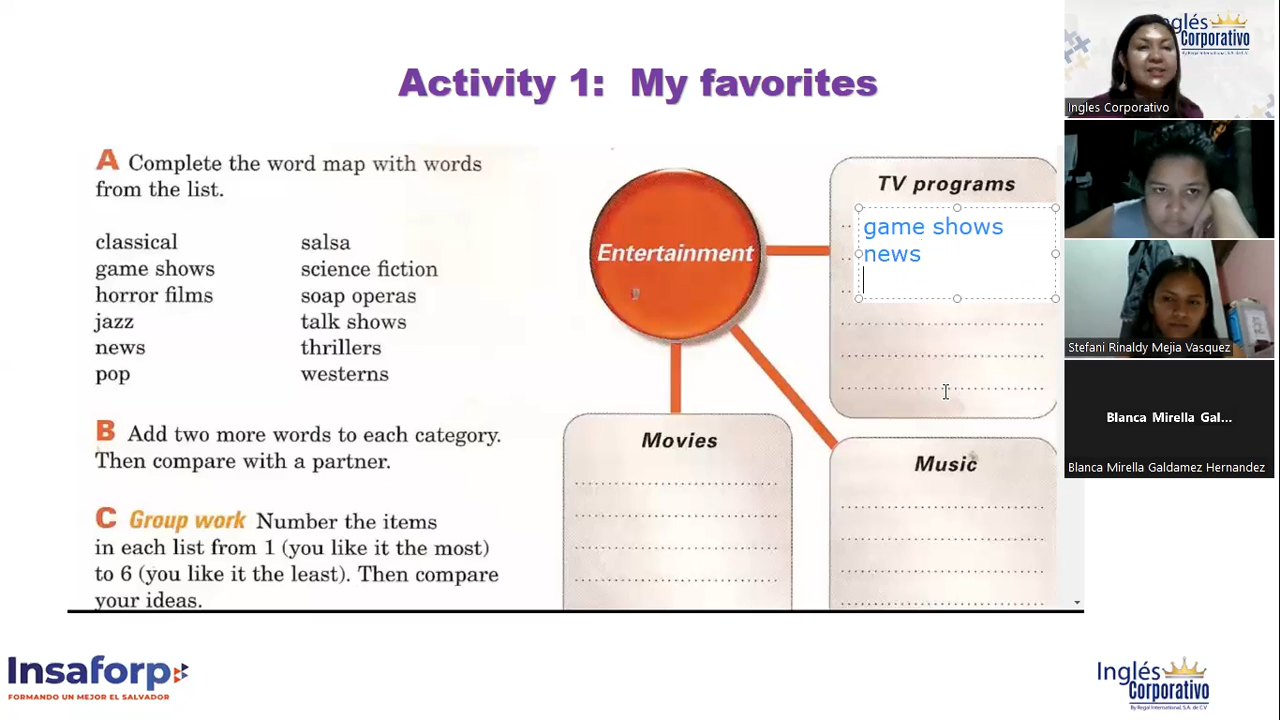 Activity 1: My favorites
A Complete the word map with words
from the list.
classical
game shows
horror films
jazz
news
pop
salsa
science fiction
soap operas
talk shows
thrillers
westerns
B Add two more words to each category.
Then compare with a partner.
C Group work Number the items
in each list from 1 (you like it the most)
to 6 (you like it the least). Then compare
your ideas.
Entertainment
TV programs
game shows
news
Movies
Music
Inglés
Corporativo
Ingles Corporativo
Stefani Rinaldy Mejia Vasquez
Blanca Mirella Gal...
Blanca Mirella Galdamez Hernandez
Insaforp
FORMANDO UN MEJOR EL SALVADOR
Inglés
Corporativo
By Regal International, S.A. de C.V